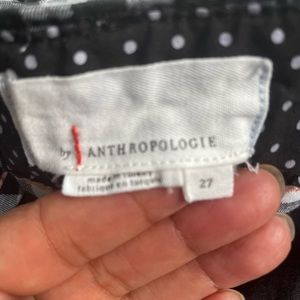 by ANTHROPOLOGIE
made in turkey
fabriqué en turquie
27